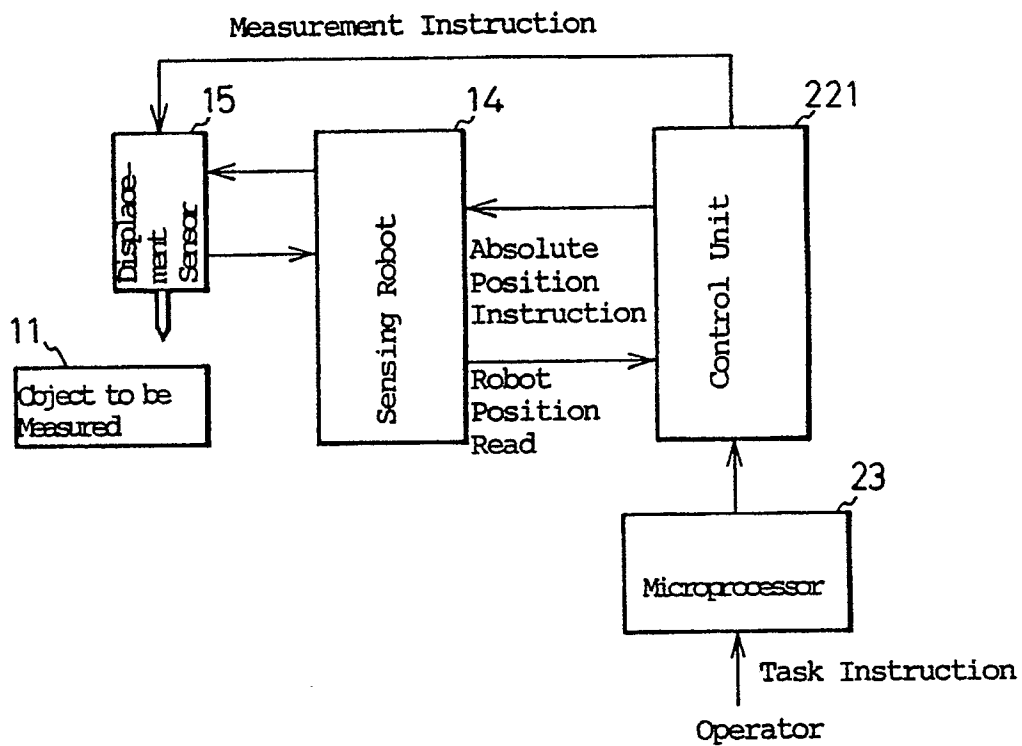 Measurement Instruction
15
14
221
Displace-
ment
Sensor
Sensing Robot
Absolute
Position
Instruction
Control Unit
11
Object to be
Measured
Robot
Position
Read
23
Microprocessor
Task Instruction
Operator